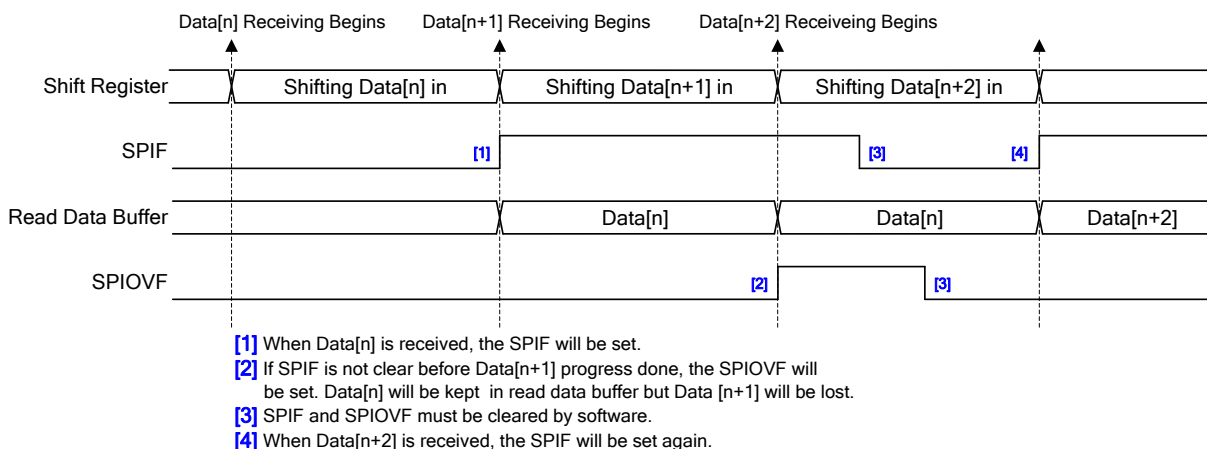 Data[n] Receiving Begins Data[n+1] Receiving Begins Data[n+2] Receiveing Begins
Shift Register Shifting Data[n] in Shifting Data[n+1] in Shifting Data[n+2] in
SPIF [1] [3] [4]
Read Data Buffer Data[n] Data[n] Data[n+2]
SPIOVF [2] [3]
[1] When Data[n] is received, the SPIF will be set.
[2] If SPIF is not clear before Data[n+1] progress done, the SPIOVF will
be set. Data[n] will be kept in read data buffer but Data [n+1] will be lost.
[3] SPIF and SPIOVF must be cleared by software.
[4] When Data[n+2] is received, the SPIF will be set again.